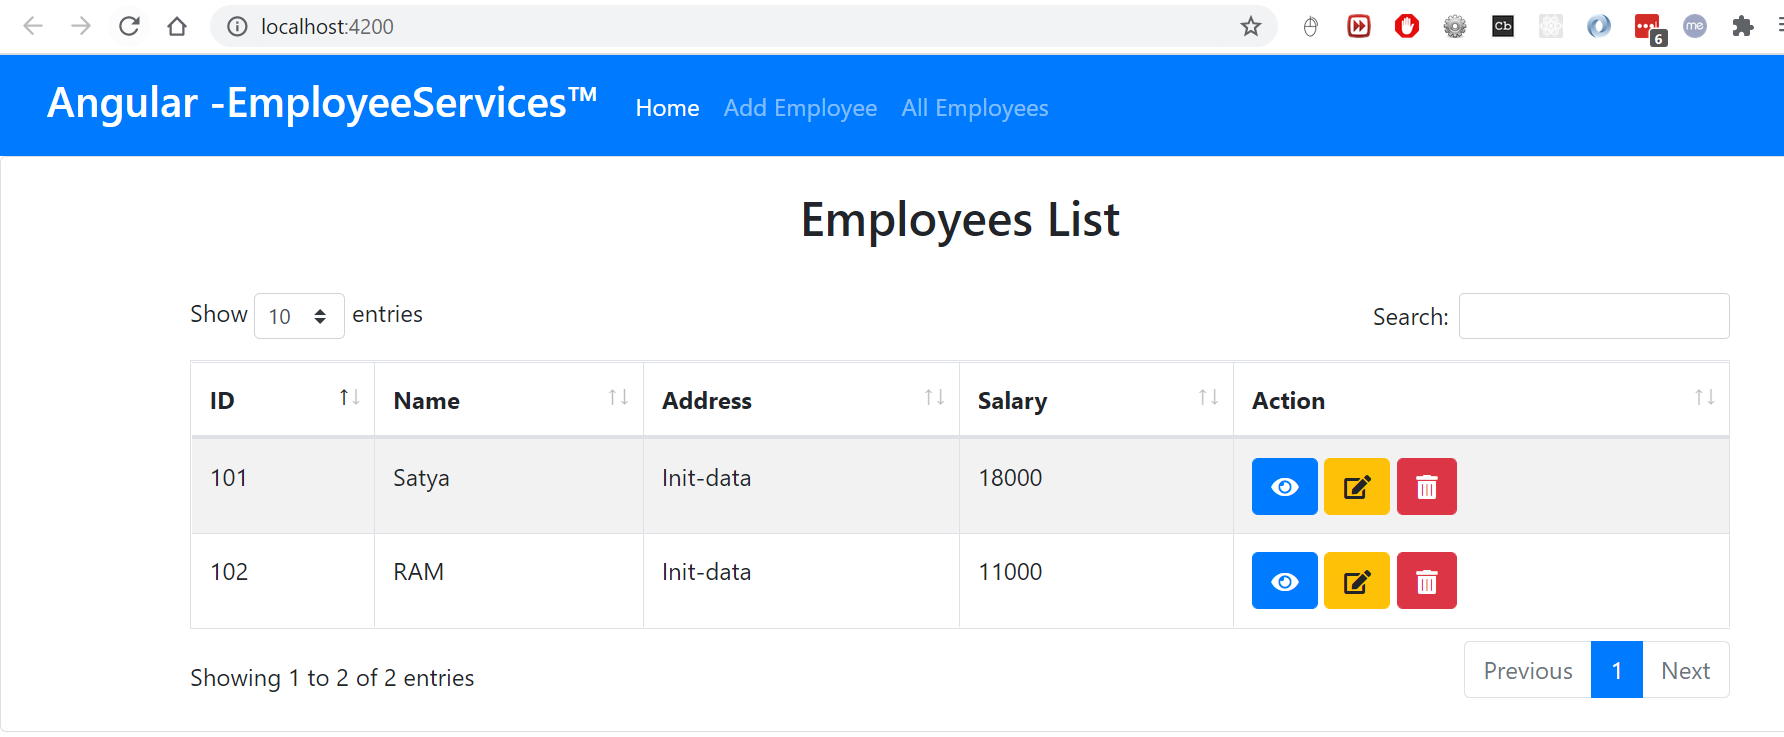 localhost:4200
Cb
6
me
Angular -EmployeeServices™ Home Add Employee All Employees
Employees List
Show 10 entries Search:
ID Name Address Salary Action
101 Satya Init-data 18000
102 RAM Init-data 11000
Showing 1 to 2 of 2 entries
Previous 1 Next